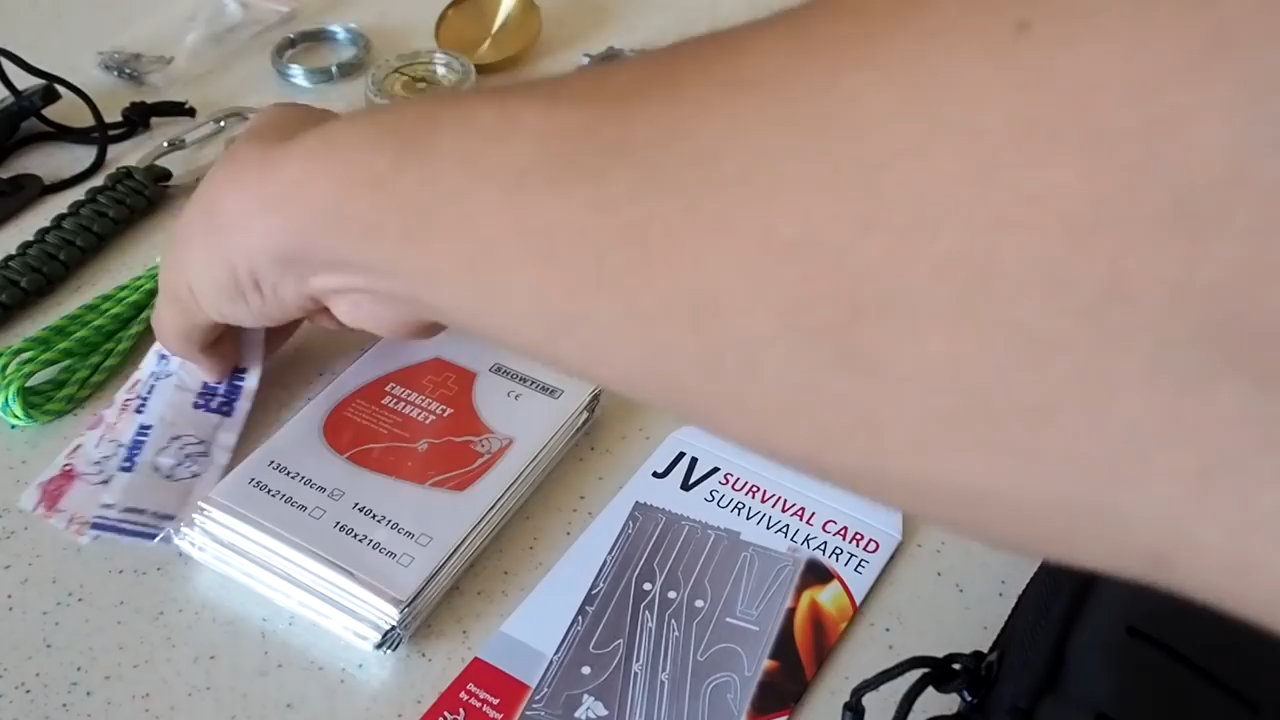 SHOWTIME
CE
EMERGENCY
BLANKET
130x210cm
140x210cm
150x210cm
160x210cm
JV SURVIVAL CARD
SURVIVALKARTE
Designed
by Joe Vogel